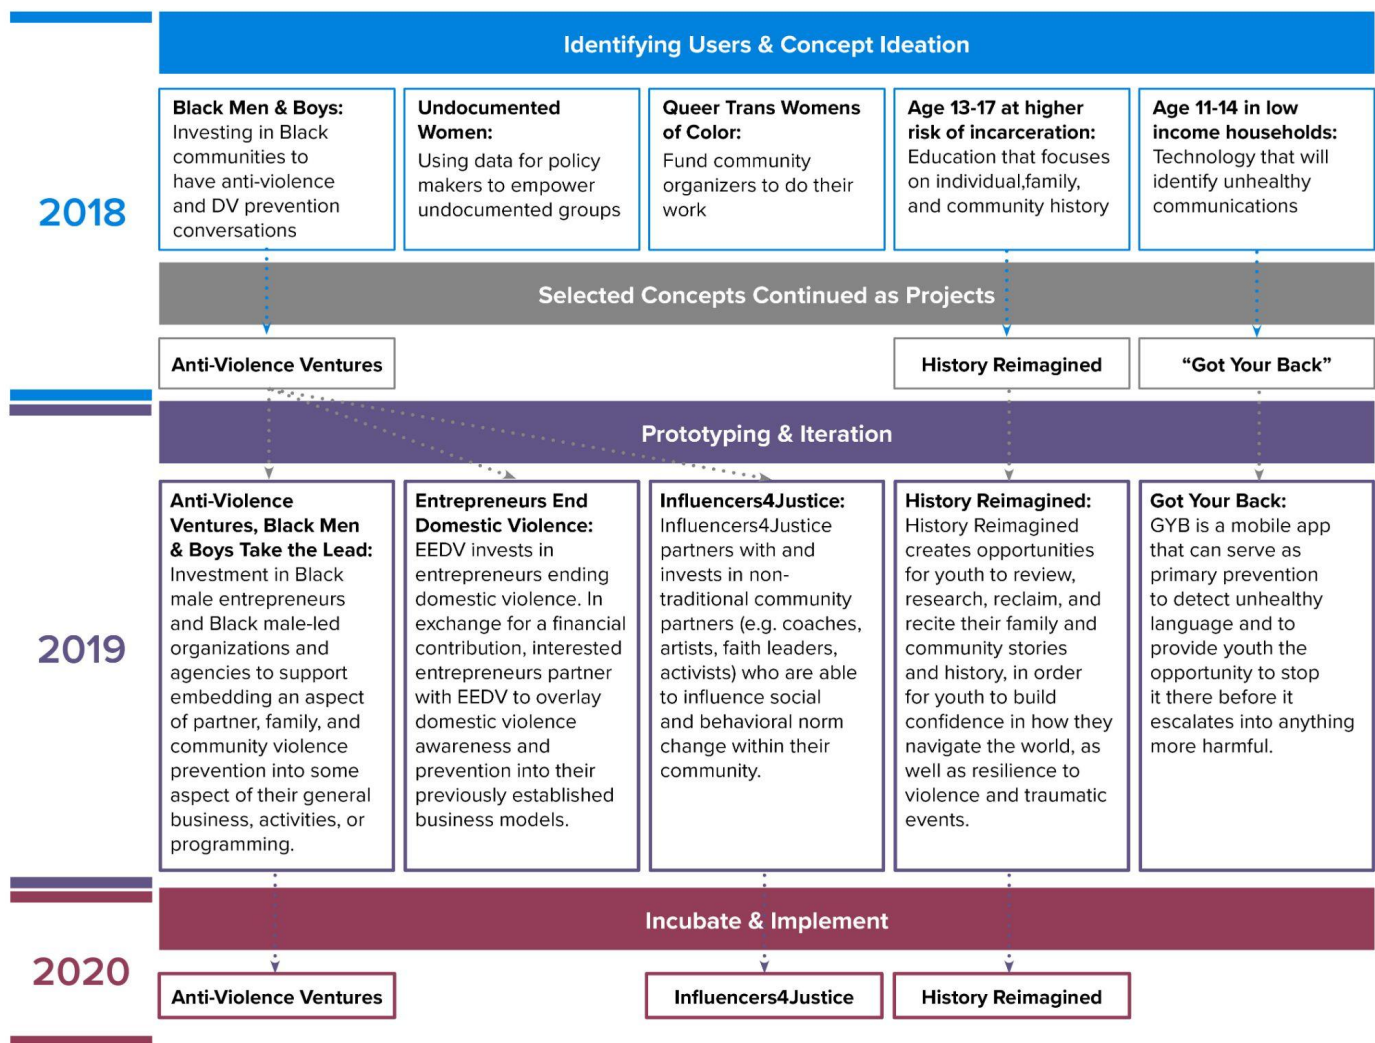 2018
Identifying Users & Concept Ideation
Black Men & Boys:
Investing in Black
communities to
have anti-violence
and DV prevention
conversations
Undocumented
Women:
Using data for policy
makers to empower
undocumented groups
Queer Trans Womens
of Color:
Fund community
organizers to do their
work
Age 13-17 at higher
risk of incarceration:
Education that focuses
on individual,family,
and community history
Age 11-14 in low
income households:
Technology that will
identify unhealthy
communications
Selected Concepts Continued as Projects
Anti-Violence Ventures
History Reimagined
“Got Your Back”
2019
Prototyping & Iteration
Anti-Violence
Ventures, Black Men
& Boys Take the Lead:
Investment in Black
male entrepreneurs
and Black male-led
organizations and
agencies to support
embedding an aspect
of partner, family, and
community violence
prevention into some
aspect of their general
business, activities, or
programming.
Entrepreneurs End
Domestic Violence:
EEDV invests in
entrepreneurs ending
domestic violence. In
exchange for a financial
contribution, interested
entrepreneurs partner
with EEDV to overlay
domestic violence
awareness and
prevention into their
previously established
business models.
Influencers4Justice:
Influencers4Justice
partners with and
invests in non-
traditional community
partners (e.g. coaches,
artists, faith leaders,
activists) who are able
to influence social
and behavioral norm
change within their
community.
History Reimagined:
History Reimagined
creates opportunities
for youth to review,
research, reclaim, and
recite their family and
community stories
and history, in order
for youth to build
confidence in how they
navigate the world, as
well as resilience to
violence and traumatic
events.
Got Your Back:
GYB is a mobile app
that can serve as
primary prevention
to detect unhealthy
language and to
provide youth the
opportunity to stop
it there before it
escalates into anything
more harmful.
2020
Incubate & Implement
Anti-Violence Ventures
Influencers4Justice
History Reimagined